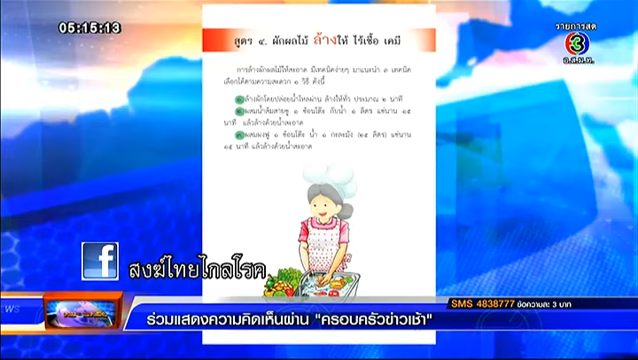 05:15:13
รายการสด
3
อ.ส.ม.ท.
สูตร ๔. ผักผลไม้ ล้างให้ ไร้เชื้อ เคมี
การล้างผักผลไม้ให้สะอาด มีเทคนิคง่ายๆ มาแนะนำ ๓ เทคนิค
เลือกใช้ตามความสะดวก ๑ วิธี ดังนี้
๑.ล้างผักโดยปล่อยน้ำไหลผ่าน ล้างให้ทั่ว ประมาณ ๒ นาที
๒.ผสมน้ำส้มสายชู ๑ ช้อนโต๊ะ กับน้ำ ๑ ลิตร แช่นาน ๑๕
นาที แล้วล้างด้วยน้ำสะอาด
๓.ผสมผงฟู ๑ ช้อนโต๊ะ น้ำ ๑ กะละมัง (๒๕ ลิตร) แช่นาน
๑๕ นาที แล้วล้างด้วยน้ำสะอาด
f สงฆ์ไทยไกลโรค
NEWS
SMS 4838777 ข้อความละ 3 บาท
ร่วมแสดงความคิดเห็นผ่าน "ครอบครัวข่าวเช้า"